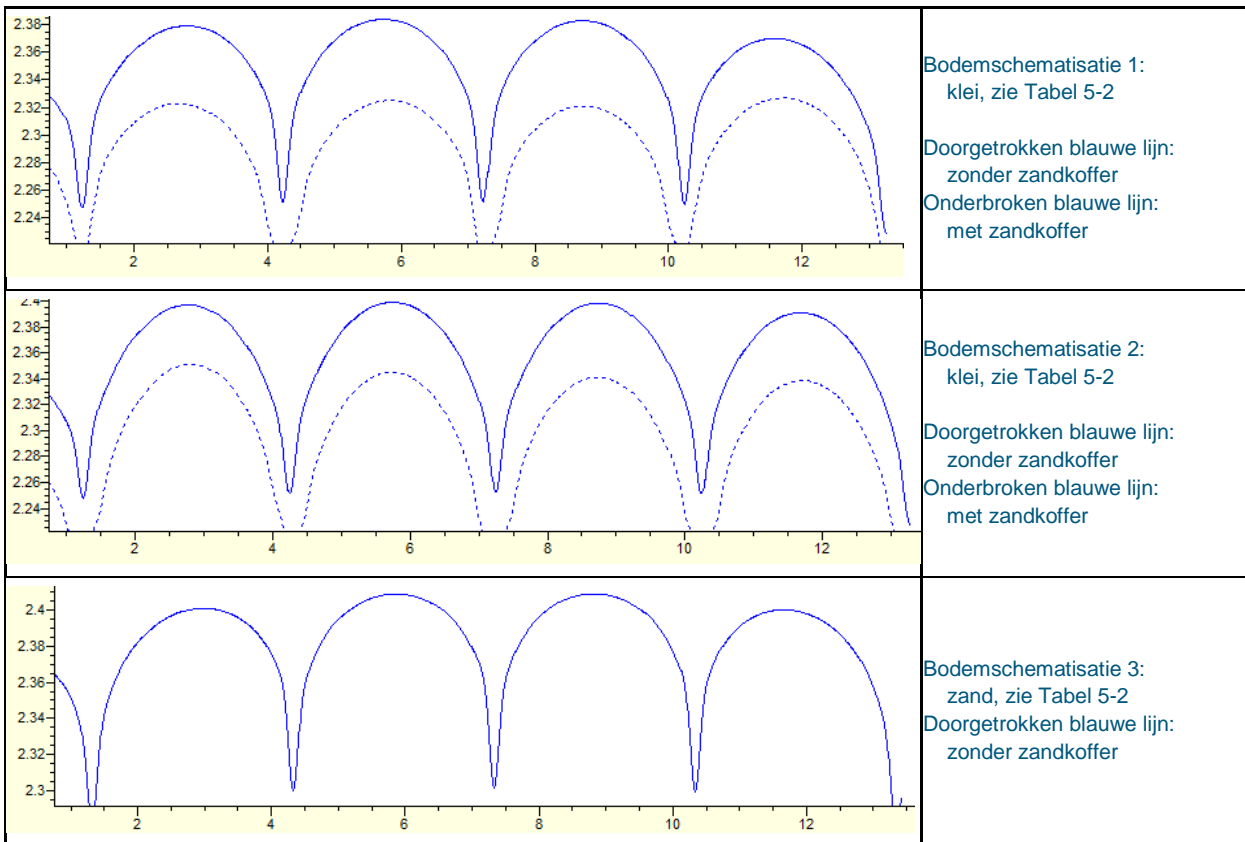 2.38
2.36
2.34
2.32
2.3
2.28
2.26
2.24
2 4 6 8 10 12
Bodemschematisatie 1:
klei, zie Tabel 5-2
Doorgetrokken blauwe lijn:
zonder zandkoffer
Onderbroken blauwe lijn:
met zandkoffer
2.4
2.38
2.36
2.34
2.32
2.3
2.28
2.26
2.24
2 4 6 8 10 12
Bodemschematisatie 2:
klei, zie Tabel 5-2
Doorgetrokken blauwe lijn:
zonder zandkoffer
Onderbroken blauwe lijn:
met zandkoffer
2.4
2.38
2.36
2.34
2.32
2.3
2 4 6 8 10 12
Bodemschematisatie 3:
zand, zie Tabel 5-2
Doorgetrokken blauwe lijn:
zonder zandkoffer